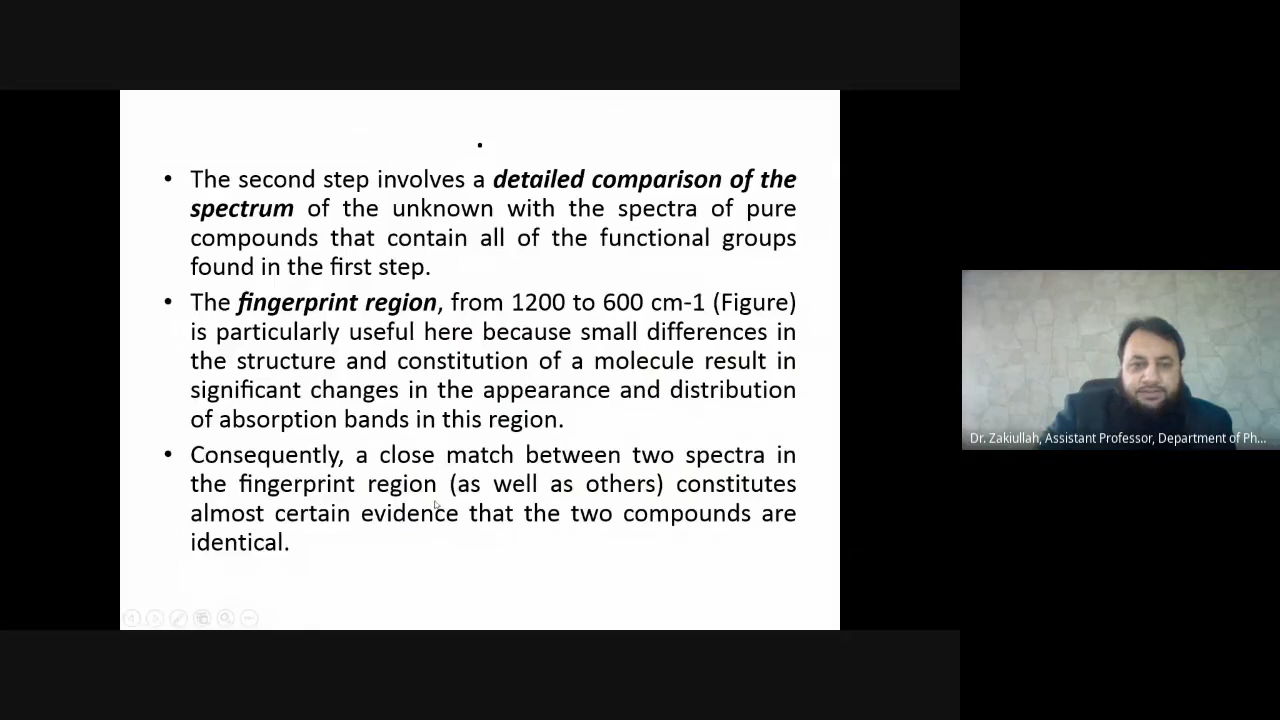 • The second step involves a detailed comparison of the
spectrum of the unknown with the spectra of pure
compounds that contain all of the functional groups
found in the first step.
• The fingerprint region, from 1200 to 600 cm-1 (Figure)
is particularly useful here because small differences in
the structure and constitution of a molecule result in
significant changes in the appearance and distribution
of absorption bands in this region.
• Consequently, a close match between two spectra in
the fingerprint region (as well as others) constitutes
almost certain evidence that the two compounds are
identical.
Dr. Zakiullah, Assistant Professor, Department of Ph...